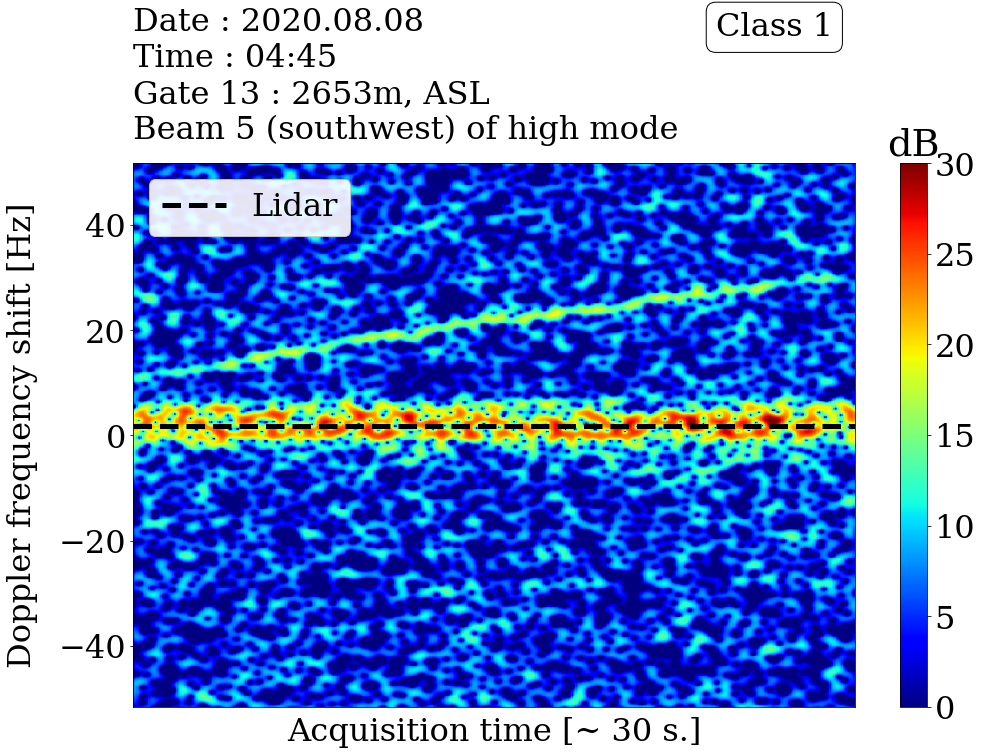 Date : 2020.08.08
Time : 04:45
Gate 13 : 2653m, ASL
Beam 5 (southwest) of high mode
Class 1
dB
Lidar
Doppler frequency shift [Hz]
40
20
0
−20
−40
30
25
20
15
10
5
0
Acquisition time [~ 30 s.]